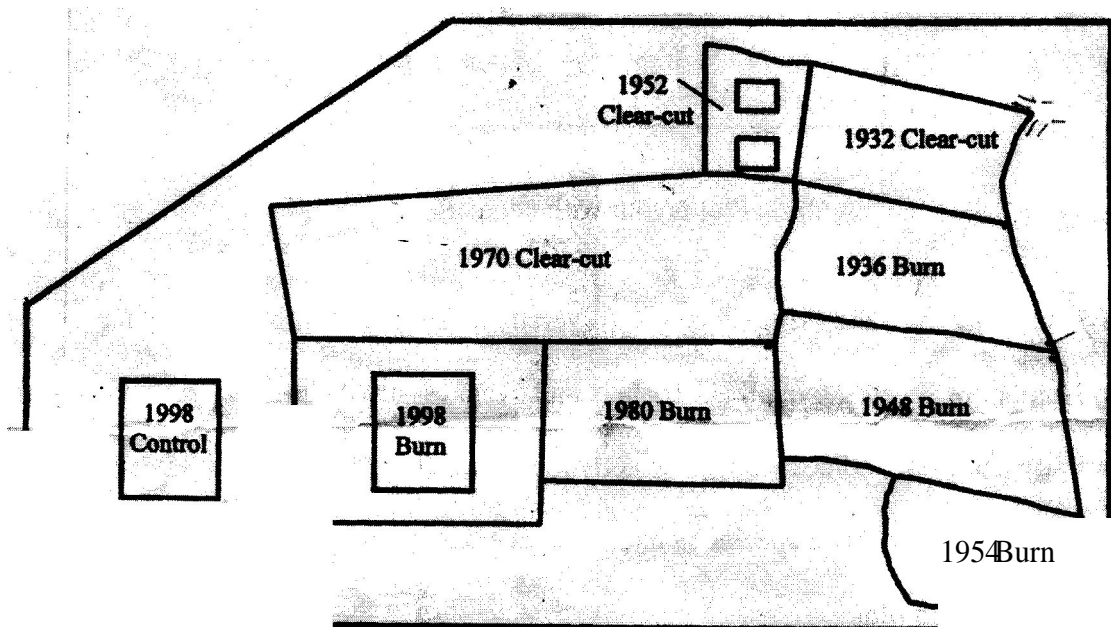 1952
Clear-cut
1932 Clear-cut
1970 Clear-cut
1936 Burn
1998
Control
1998
Burn
1980 Burn
1948 Burn
1954Burn